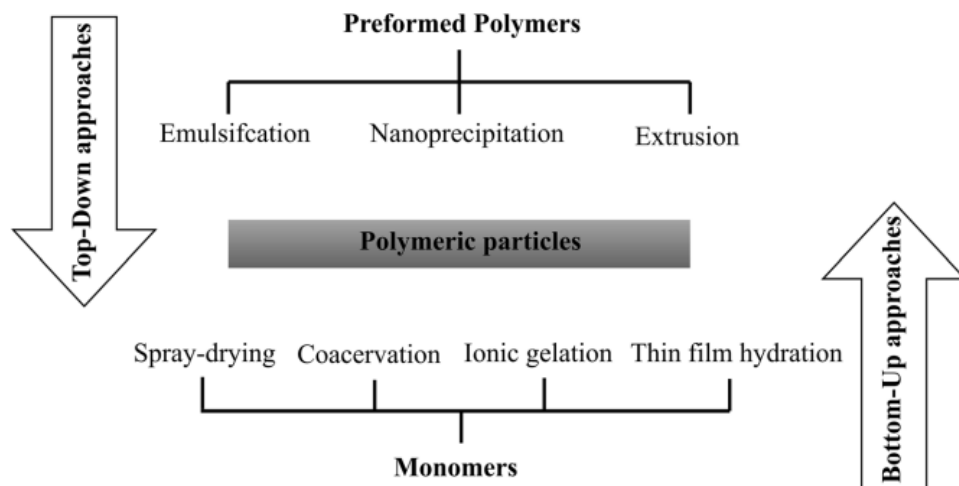 Preformed Polymers
Top-Down approaches
Emulsifcation Nanoprecipitation Extrusion
Polymeric particles
Spray-drying Coacervation Ionic gelation Thin film hydration
Bottom-Up approaches
Monomers